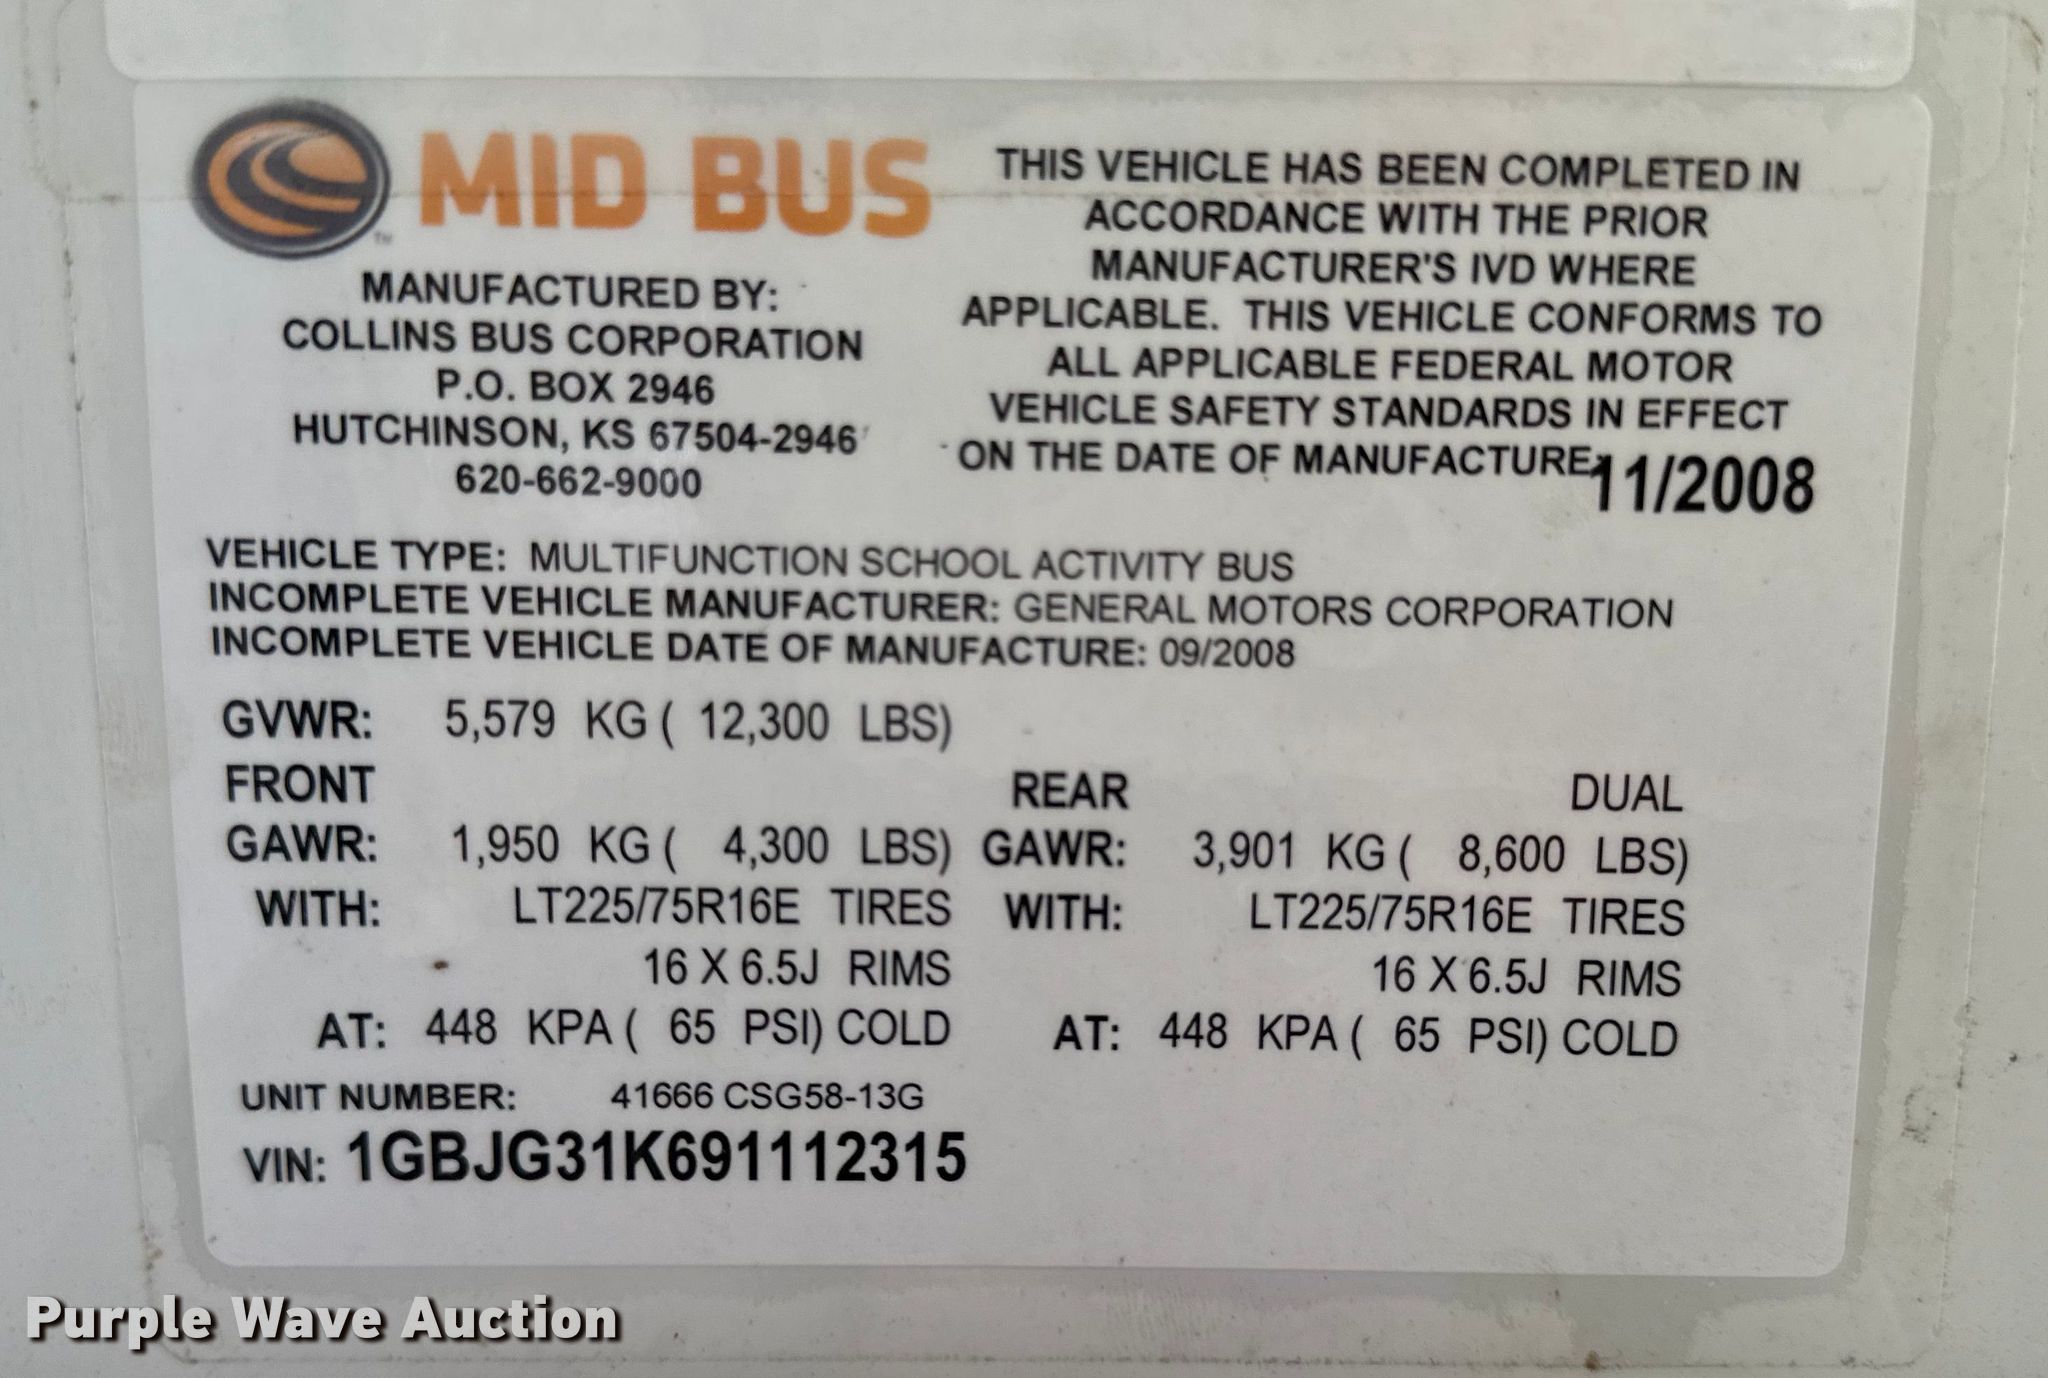 MID BUS
TM
MANUFACTURED BY:
COLLINS BUS CORPORATION
P.O. BOX 2946
HUTCHINSON, KS 67504-2946
620-662-9000
THIS VEHICLE HAS BEEN COMPLETED IN
ACCORDANCE WITH THE PRIOR
MANUFACTURER'S IVD WHERE
APPLICABLE. THIS VEHICLE CONFORMS TO
ALL APPLICABLE FEDERAL MOTOR
VEHICLE SAFETY STANDARDS IN EFFECT
ON THE DATE OF MANUFACTURE: 11/2008
VEHICLE TYPE: MULTIFUNCTION SCHOOL ACTIVITY BUS
INCOMPLETE VEHICLE MANUFACTURER: GENERAL MOTORS CORPORATION
INCOMPLETE VEHICLE DATE OF MANUFACTURE: 09/2008
GVWR: 5,579 KG ( 12,300 LBS)
FRONT REAR DUAL
GAWR: 1,950 KG ( 4,300 LBS) GAWR: 3,901 KG ( 8,600 LBS)
WITH: LT225/75R16E TIRES WITH: LT225/75R16E TIRES
16 X 6.5J RIMS 16 X 6.5J RIMS
AT: 448 KPA ( 65 PSI) COLD AT: 448 KPA ( 65 PSI) COLD
UNIT NUMBER: 41666 CSG58-13G
VIN: 1GBJG31K691112315
Purple Wave Auction